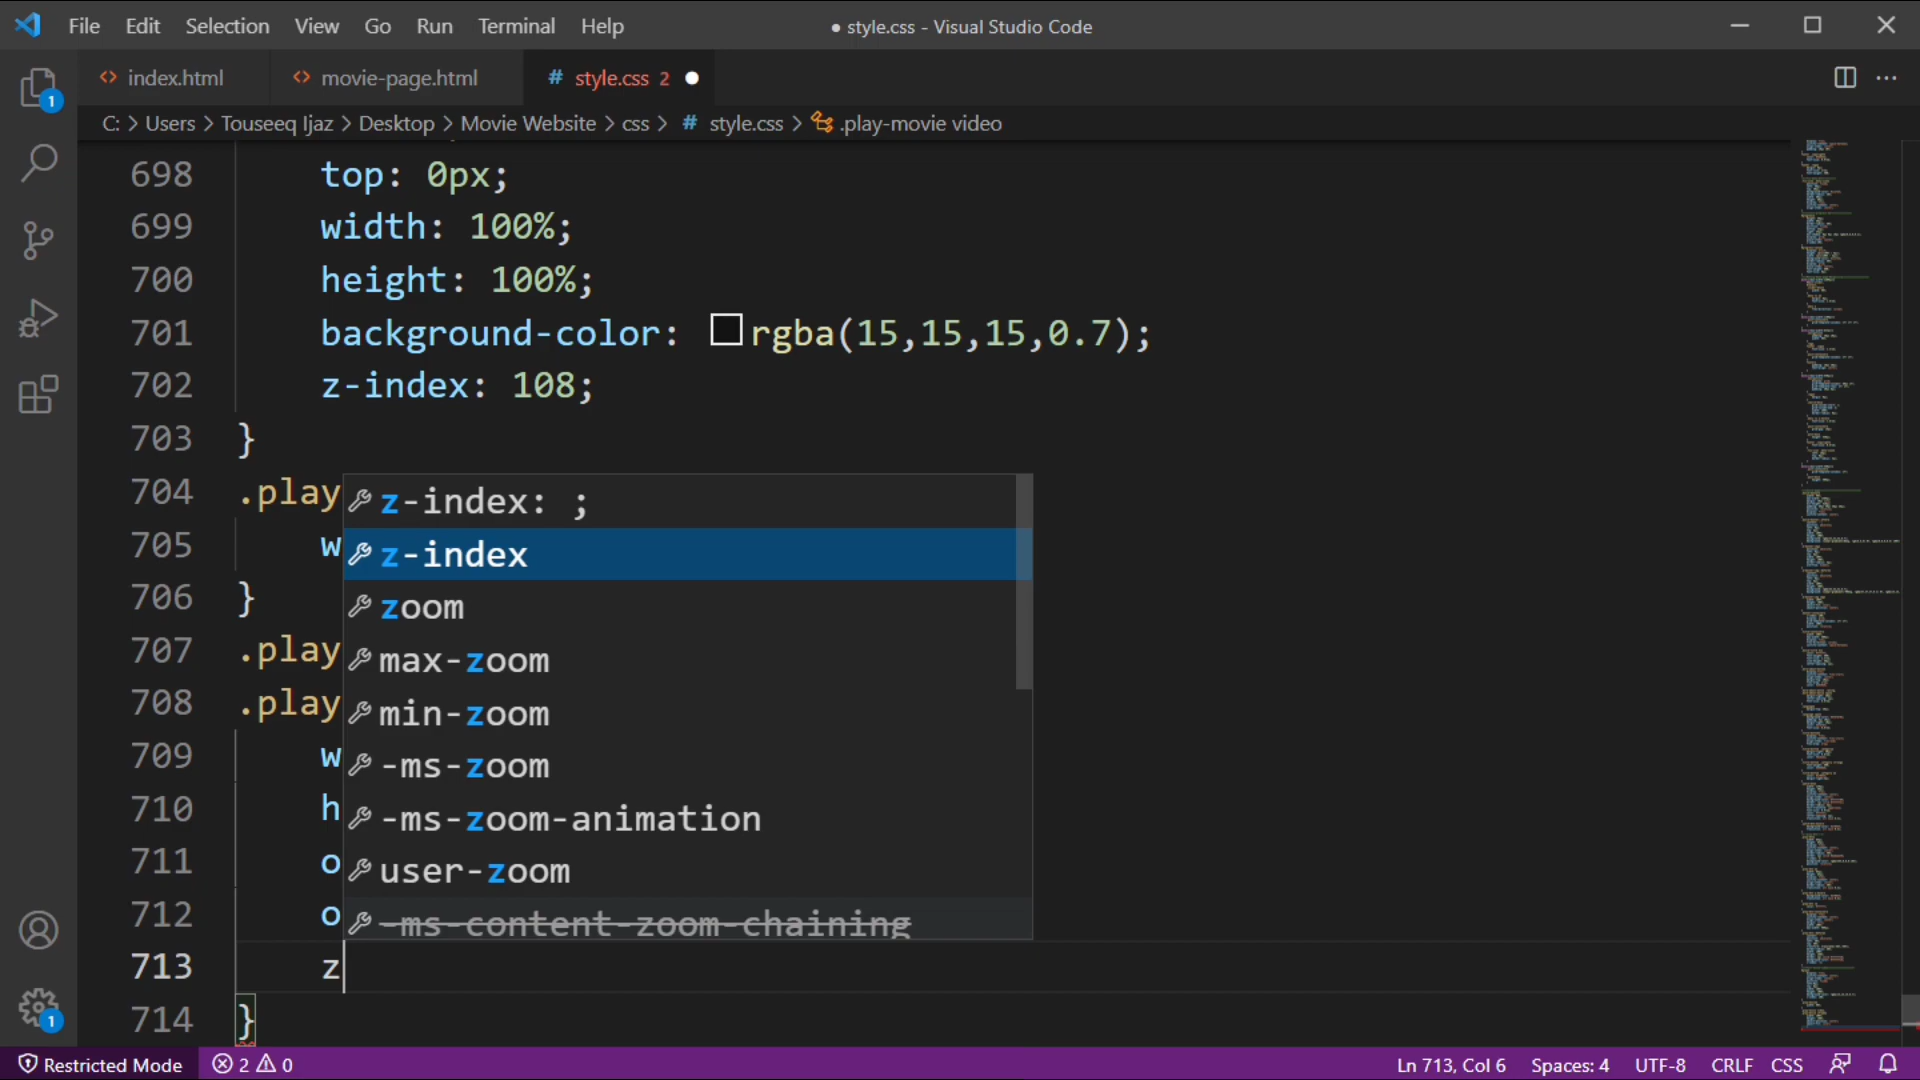 File Edit Selection View Go Run Terminal Help
● style.css - Visual Studio Code
<> index.html <> movie-page.html # style.css 2 ●
C: > Users > Touseeq Ijaz > Desktop > Movie Website > css > # style.css > .play-movie video
698 top: 0px;
699 width: 100%;
700 height: 100%;
701 background-color: rgba(15,15,15,0.7);
702 z-index: 108;
703 }
704 .play
z-index: ;
705 w
z-index
706 }
zoom
707 .play
max-zoom
708 .play
min-zoom
709 w
-ms-zoom
710 h
-ms-zoom-animation
711 o
user-zoom
712 o
-ms-content-zoom-chaining
713 z
714 }
1
1
Restricted Mode 2 0 Ln 713, Col 6 Spaces: 4 UTF-8 CRLF CSS